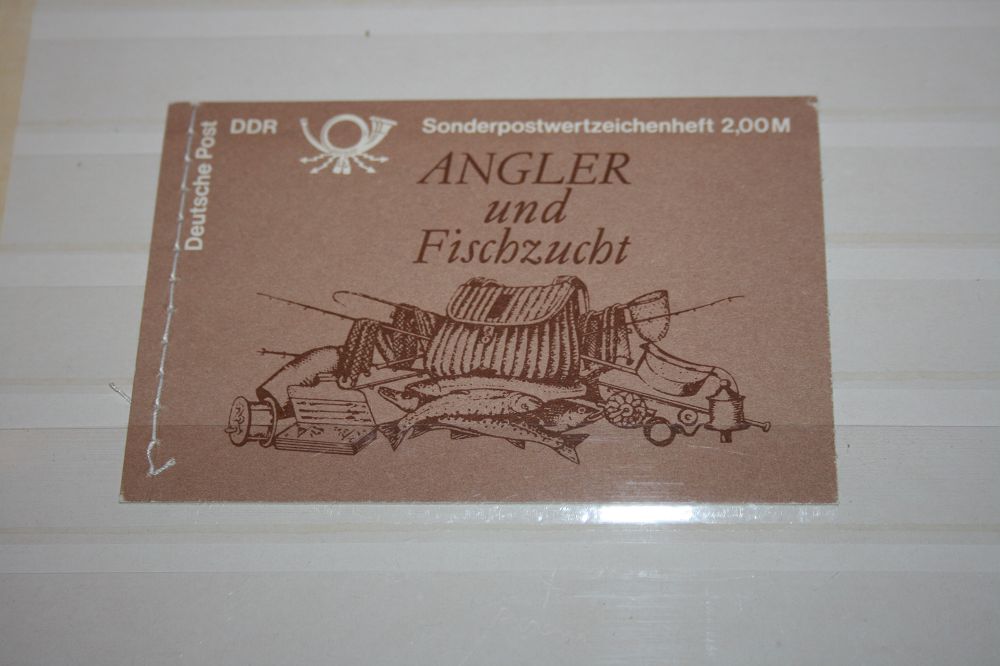 Deutsche Post
DDR
Sonderpostwertzeichenheft 2,00 M
ANGLER
und
Fischzucht